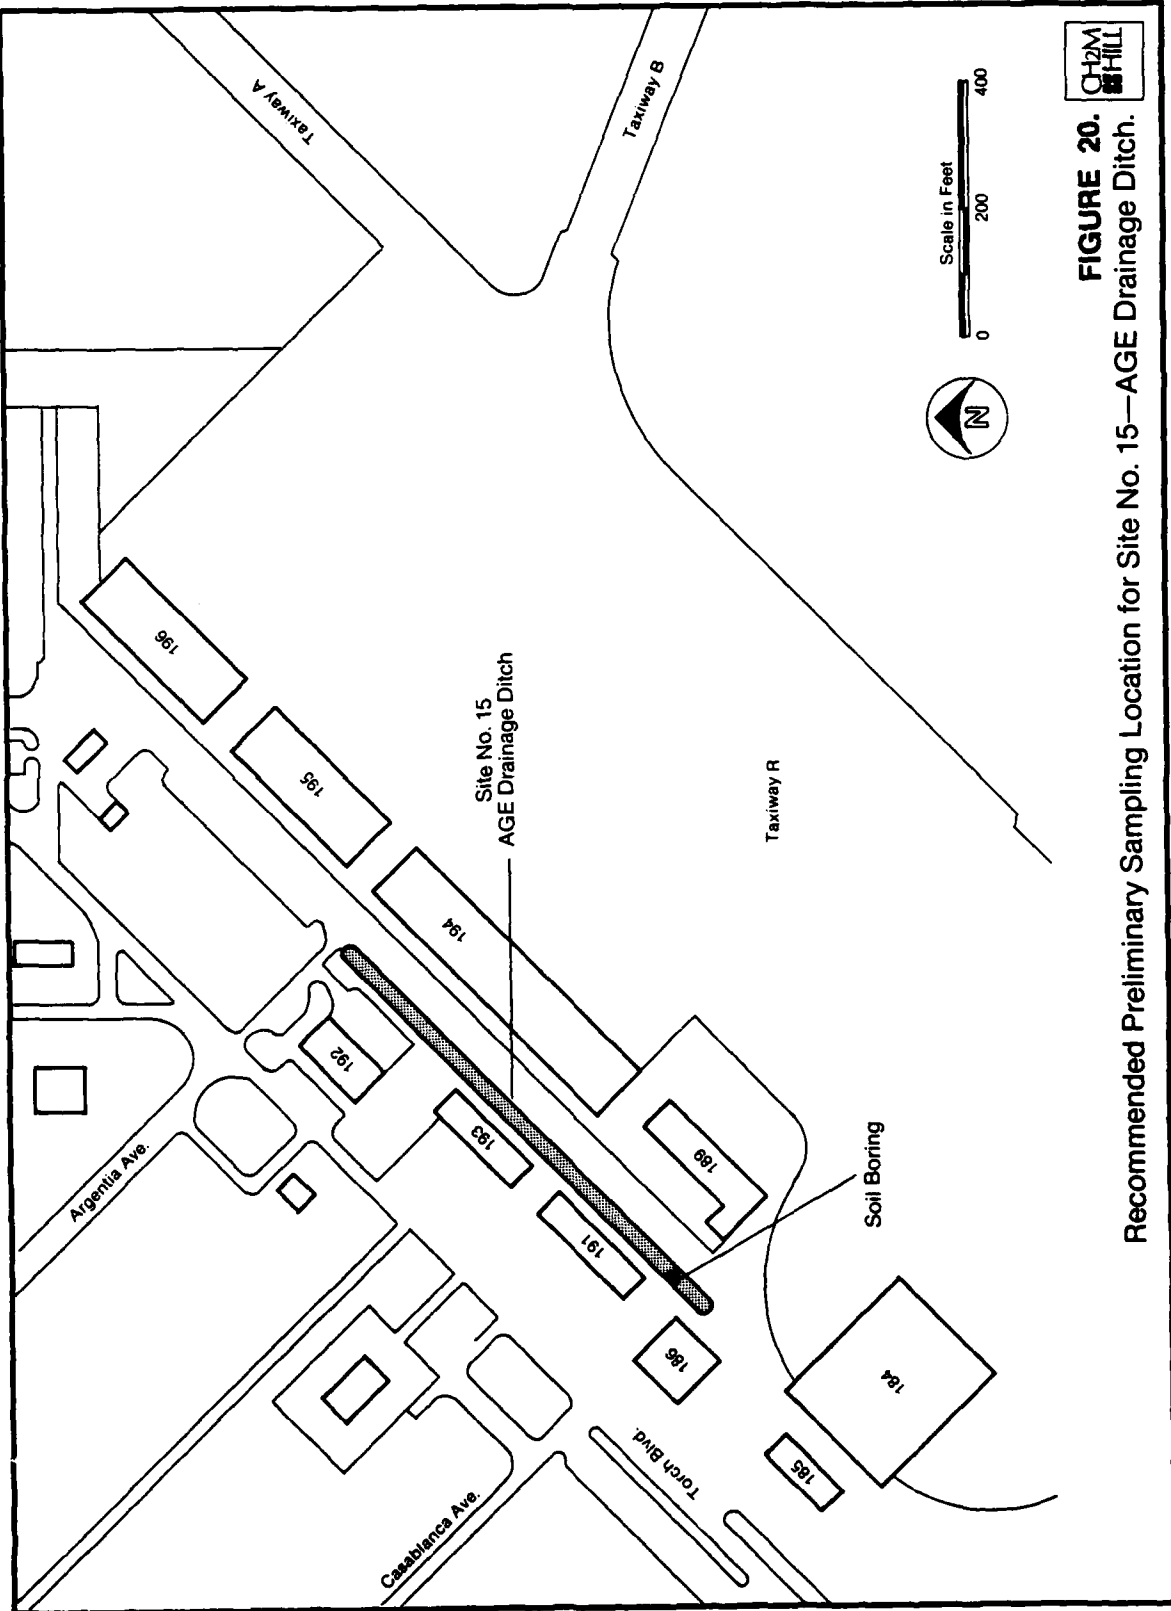 Taxiway A
Taxiway B
196
195
194
192
193
191
189
186
185
184
Site No. 15
AGE Drainage Ditch
Taxiway R
Soil Boring
Argentia Ave.
Casablanca Ave.
Torch Blvd.
N
Scale in Feet
0 200 400
CH2M
HILL
FIGURE 20.
Recommended Preliminary Sampling Location for Site No. 15—AGE Drainage Ditch.